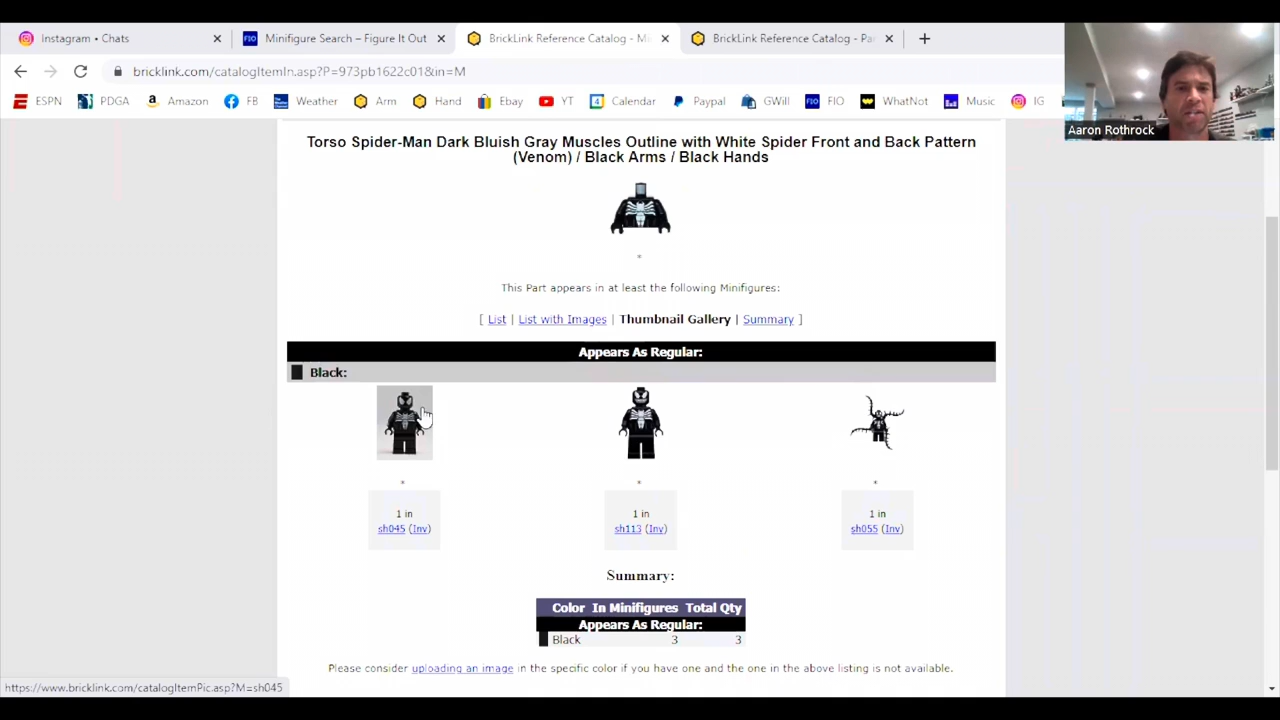 Instagram • Chats
Minifigure Search – Figure It Out
BrickLink Reference Catalog - Mi
BrickLink Reference Catalog - Pa
bricklink.com/catalogItemIn.asp?P=973pb1622c01&in=M
ESPN PDGA Amazon FB Weather Arm Hand Ebay YT Calendar Paypal GWill FIO WhatNot Music IG
Aaron Rothrock
Torso Spider-Man Dark Bluish Gray Muscles Outline with White Spider Front and Back Pattern
(Venom) / Black Arms / Black Hands
*
This Part appears in at least the following Minifigures:
[ List | List with Images | Thumbnail Gallery | Summary ]
Appears As Regular:
Black:
* * *
1 in 1 in 1 in
sh045 (Inv) sh113 (Inv) sh055 (Inv)
Summary:
Color In Minifigures Total Qty
Appears As Regular:
Black 3 3
Please consider uploading an image in the specific color if you have one and the one in the above listing is not available.
https://www.bricklink.com/catalogItemPic.asp?M=sh045